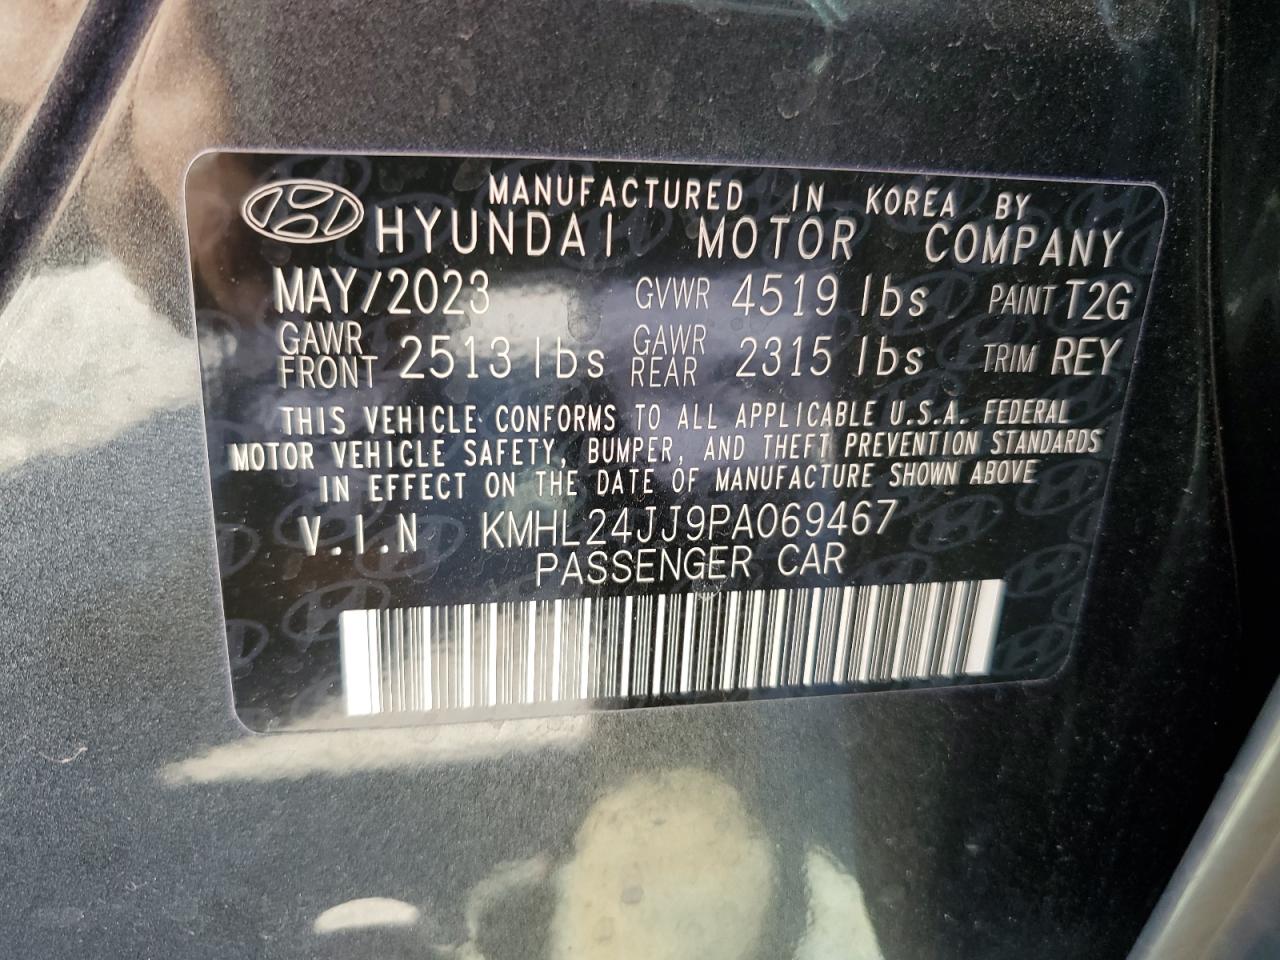 MANUFACTURED IN KOREA BY
HYUNDAI MOTOR COMPANY
MAY/2023 GVWR 4519 lbs PAINT T2G
GAWR FRONT 2513 lbs GAWR REAR 2315 lbs TRIM REY
THIS VEHICLE CONFORMS TO ALL APPLICABLE U.S.A. FEDERAL
MOTOR VEHICLE SAFETY, BUMPER, AND THEFT PREVENTION STANDARDS
IN EFFECT ON THE DATE OF MANUFACTURE SHOWN ABOVE
V.I.N KMHL24JJ9PA069467
PASSENGER CAR